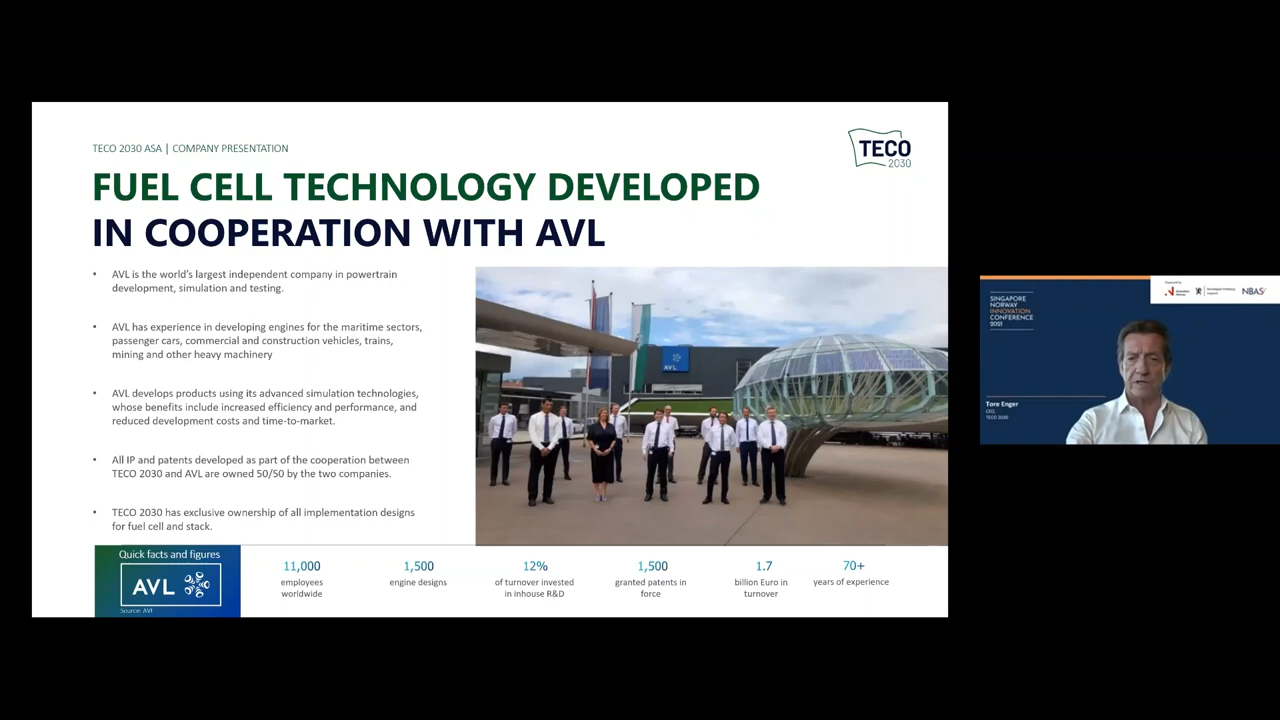 TECO 2030 ASA | COMPANY PRESENTATION
TECO
2030
FUEL CELL TECHNOLOGY DEVELOPED
IN COOPERATION WITH AVL
• AVL is the world's largest independent company in powertrain
development, simulation and testing.
• AVL has experience in developing engines for the maritime sectors,
passenger cars, commercial and construction vehicles, trains,
mining and other heavy machinery
• AVL develops products using its advanced simulation technologies,
whose benefits include increased efficiency and performance, and
reduced development costs and time-to-market.
• All IP and patents developed as part of the cooperation between
TECO 2030 and AVL are owned 50/50 by the two companies.
• TECO 2030 has exclusive ownership of all implementation designs
for fuel cell and stack.
AVL
Quick facts and figures
AVL
Source: AVL
11,000
employees
worldwide
1,500
engine designs
12%
of turnover invested
in inhouse R&D
1,500
granted patents in
force
1.7
billion Euro in
turnover
70+
years of experience
SINGAPORE
NORWAY
INNOVATION
CONFERENCE
2021
NBAS
Tore Enger
CEO,
TECO 2030